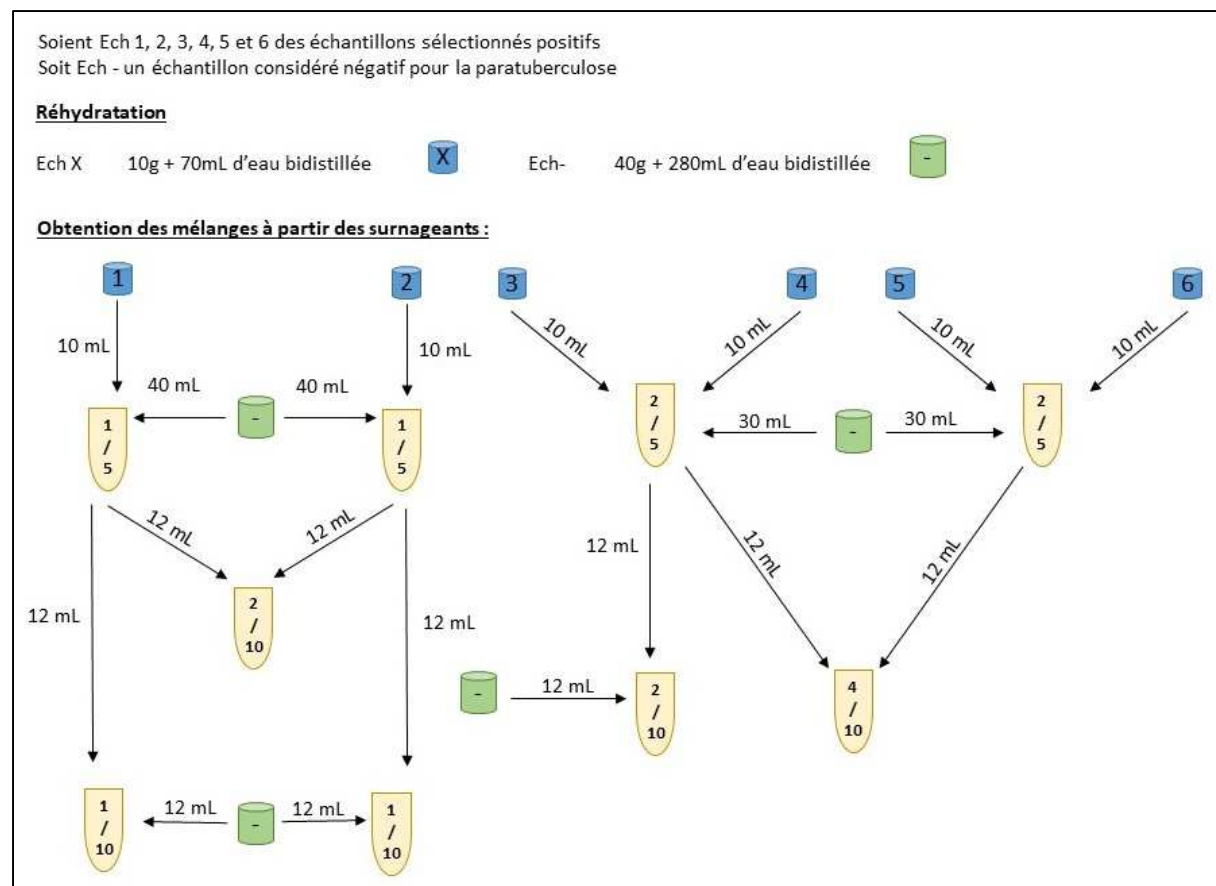 Soient Ech 1, 2, 3, 4, 5 et 6 des échantillons sélectionnés positifs
Soit Ech - un échantillon considéré négatif pour la paratuberculose
Réhydratation
Ech X 10g + 70mL d'eau bidistillée X Ech- 40g + 280mL d'eau bidistillée -
Obtention des mélanges à partir des surnageants :
1 2 3 4 5 6
10 mL 10 mL 10 mL 10 mL 10 mL 10 mL
40 mL 40 mL
1 / 5
-
1 / 5
2 / 5
30 mL - 30 mL
2 / 5
12 mL 12 mL
12 mL
2 / 10
12 mL
12 mL 12 mL 12 mL
- 12 mL
2 / 10
4 / 10
1 / 10
12 mL - 12 mL
1 / 10